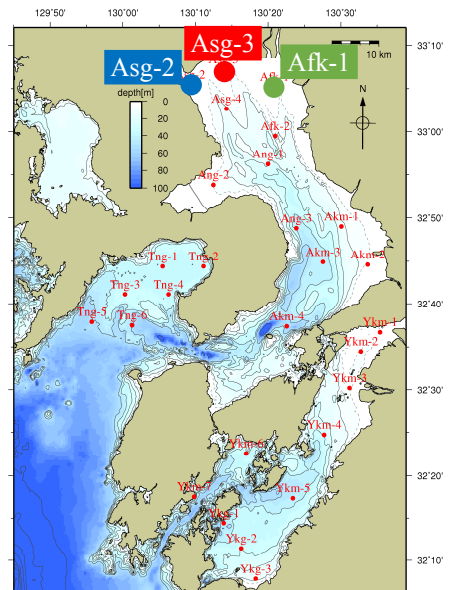 129°50' 130°00' 130°10' 130°20' 130°30'
33°10'
33°00'
32°50'
32°40'
32°30'
32°20'
32°10'
10 km
N
depth[m]
0
20
40
60
80
100
Asg-2
Asg-3
Afk-1
Asg-4
Afk-2
Ang-2
Ang-3
Akm-1
Akm-3
Akm-4
Tng-1
Tng-2
Tng-3
Tng-4
Tng-5
Tng-6
Ykm-1
Ykm-2
Ykm-3
Ykm-4
Ykm-5
Ykm-6
Ykm-7
Ykg-1
Ykg-2
Ykg-3